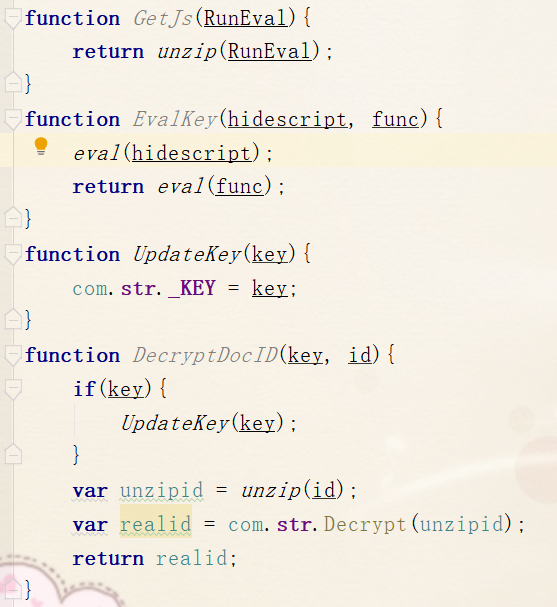 function GetJs(RunEval){
    return unzip(RunEval);
}
function EvalKey(hidescript, func){
    eval(hidescript);
    return eval(func);
}
function UpdateKey(key){
    com.str._KEY = key;
}
function DecryptDocID(key, id){
    if(key){
        UpdateKey(key);
    }
    var unzipid = unzip(id);
    var realid = com.str.Decrypt(unzipid);
    return realid;
}